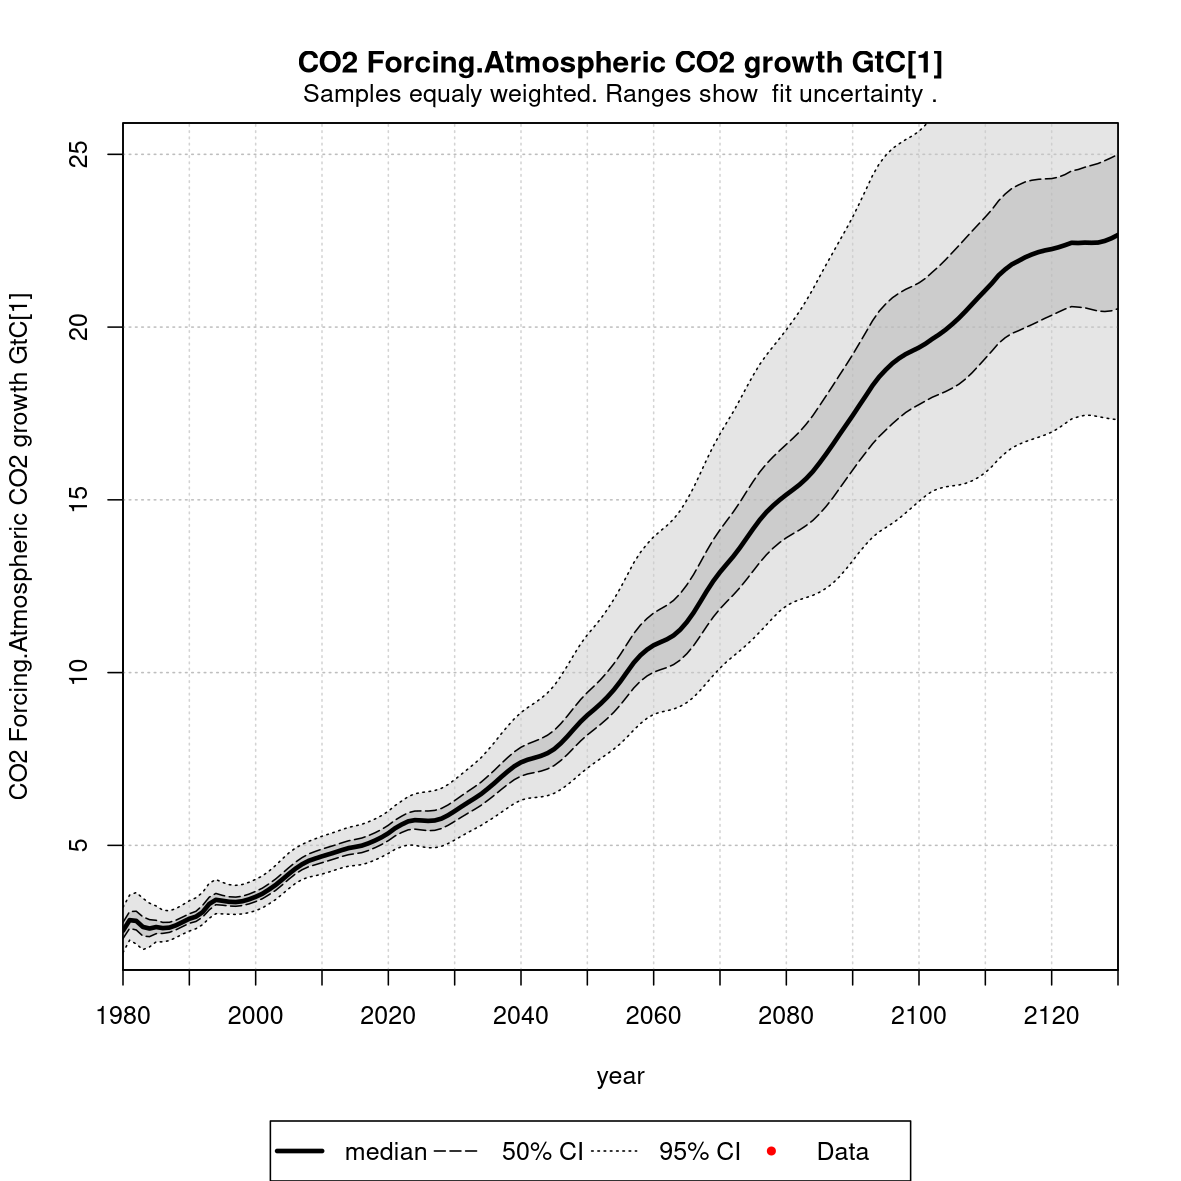 CO2 Forcing.Atmospheric CO2 growth GtC[1]
Samples equaly weighted. Ranges show  fit uncertainty .
CO2 Forcing.Atmospheric CO2 growth GtC[1]
25
20
15
10
5
1980 2000 2020 2040 2060 2080 2100 2120
year
median 50% CI 95% CI Data